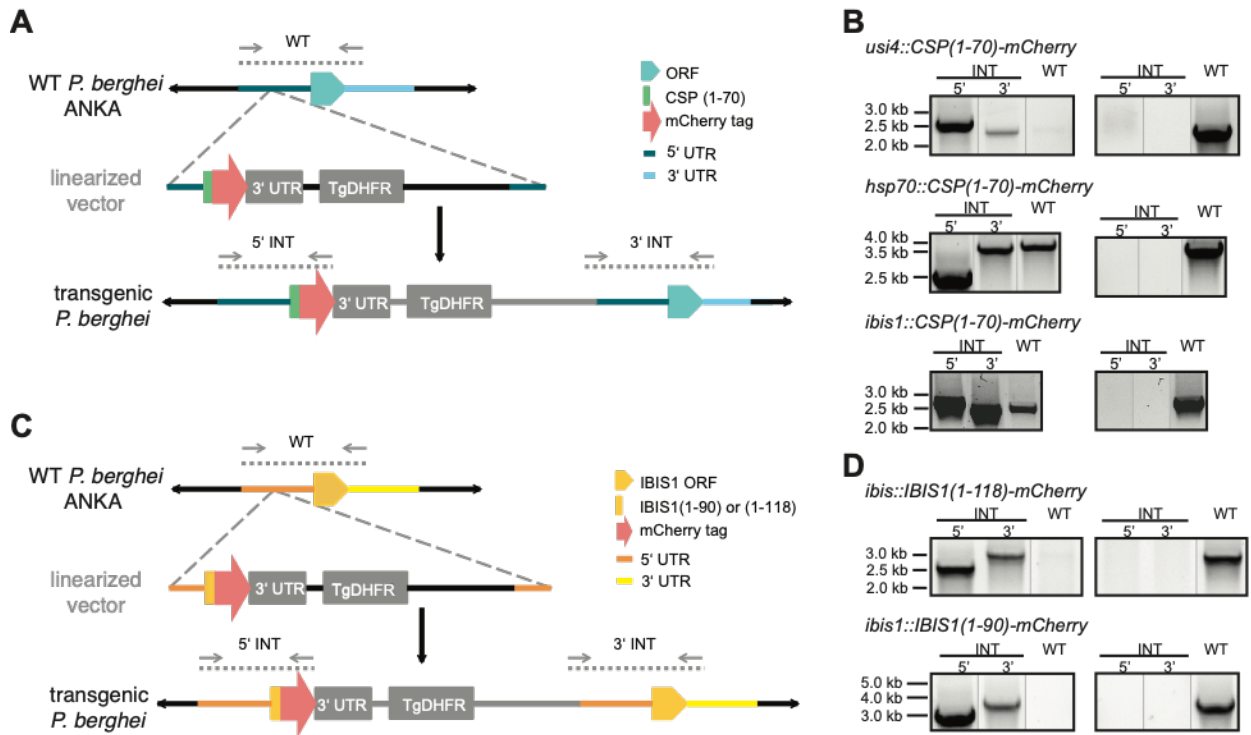 A
WT
WT P. berghei
ANKA
ORF
CSP (1-70)
mCherry tag
5' UTR
3' UTR
linearized
vector
3' UTR
TgDHFR
5' INT
3' INT
transgenic
P. berghei
3' UTR
TgDHFR
B
usi4::CSP(1-70)-mCherry
INT WT INT WT
5' 3' 5' 3'
3.0 kb
2.5 kb
2.0 kb
hsp70::CSP(1-70)-mCherry
INT WT INT WT
5' 3' 5' 3'
4.0 kb
3.5 kb
2.5 kb
ibis1::CSP(1-70)-mCherry
INT WT INT WT
5' 3' 5' 3'
3.0 kb
2.5 kb
2.0 kb
C
WT
WT P. berghei
ANKA
IBIS1 ORF
IBIS1(1-90) or (1-118)
mCherry tag
5' UTR
3' UTR
linearized
vector
3' UTR
TgDHFR
5' INT
3' INT
transgenic
P. berghei
3' UTR
TgDHFR
D
ibis::IBIS1(1-118)-mCherry
INT WT INT WT
5' 3' 5' 3'
3.0 kb
2.5 kb
2.0 kb
ibis1::IBIS1(1-90)-mCherry
INT WT INT WT
5' 3' 5' 3'
5.0 kb
4.0 kb
3.0 kb